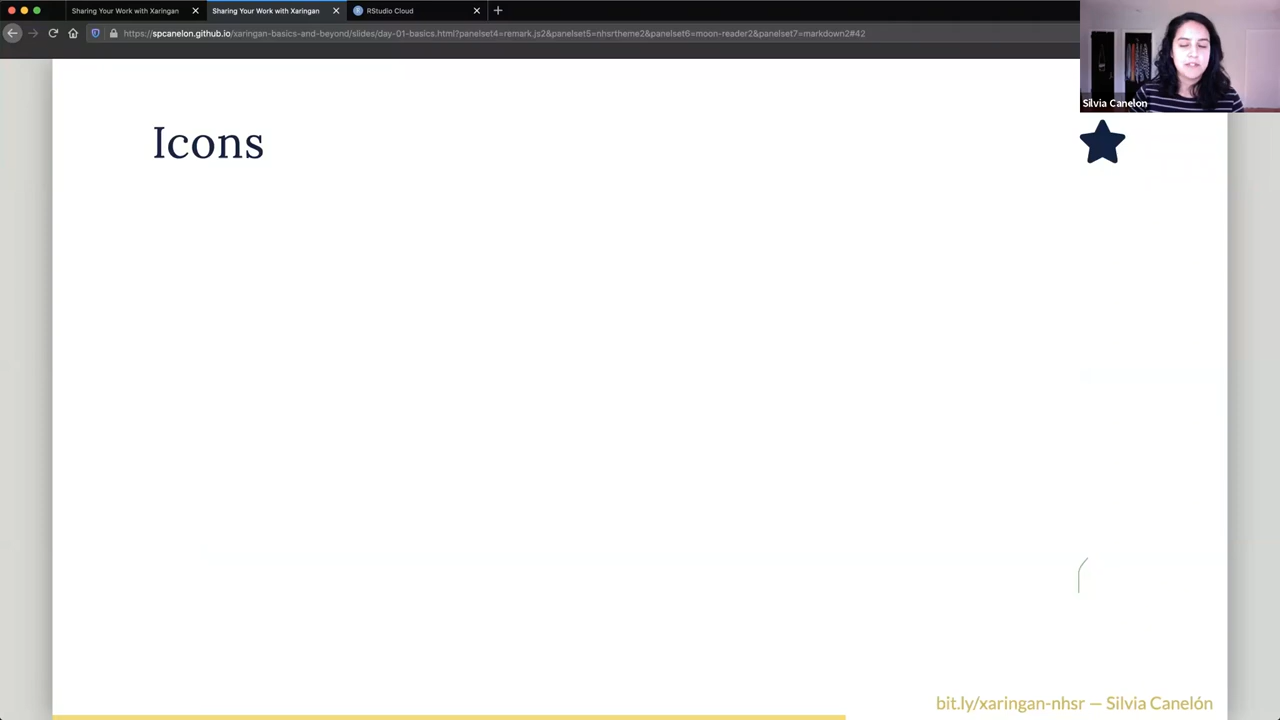 Sharing Your Work with Xaringan
Sharing Your Work with Xaringan
RStudio Cloud
https://spcanelon.github.io/xaringan-basics-and-beyond/slides/day-01-basics.html?panelset4=remark.js2&panelset5=nhsrtheme2&panelset6=moon-reader2&panelset7=markdown2#42
Silvia Canelon
Icons
bit.ly/xaringan-nhsr — Silvia Canelón